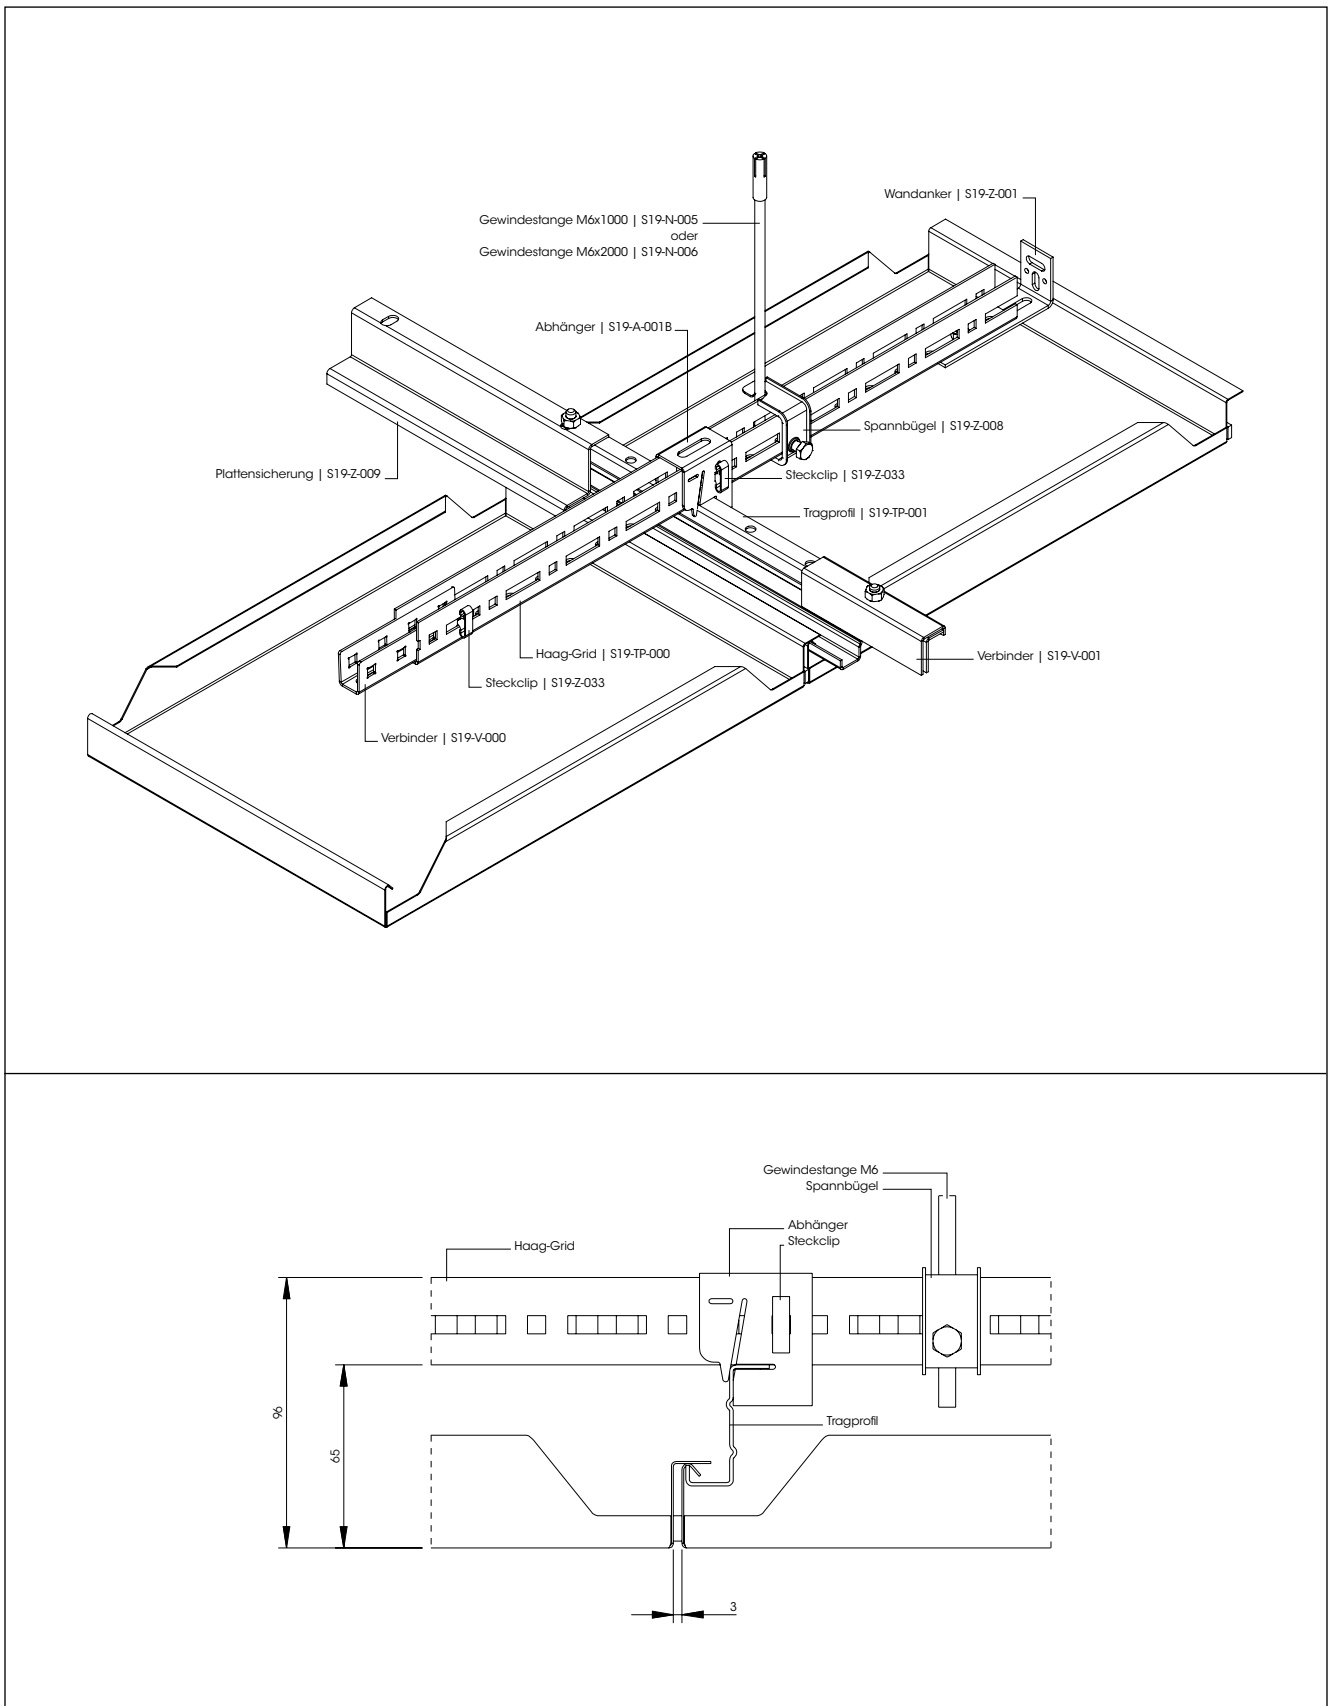 Wandanker | S19-Z-001
Gewindestange M6x1000 | S19-N-005
oder
Gewindestange M6x2000 | S19-N-006
Abhänger | S19-A-001B
Spannbügel | S19-Z-008
Plattensicherung | S19-Z-009
Steckclip | S19-Z-033
Tragprofil | S19-TP-001
Haag-Grid | S19-TP-000
Verbinder | S19-V-001
Steckclip | S19-Z-033
Verbinder | S19-V-000
Gewindestange M6
Spannbügel
Abhänger
Steckclip
Haag-Grid
96
65
Tragprofil
3